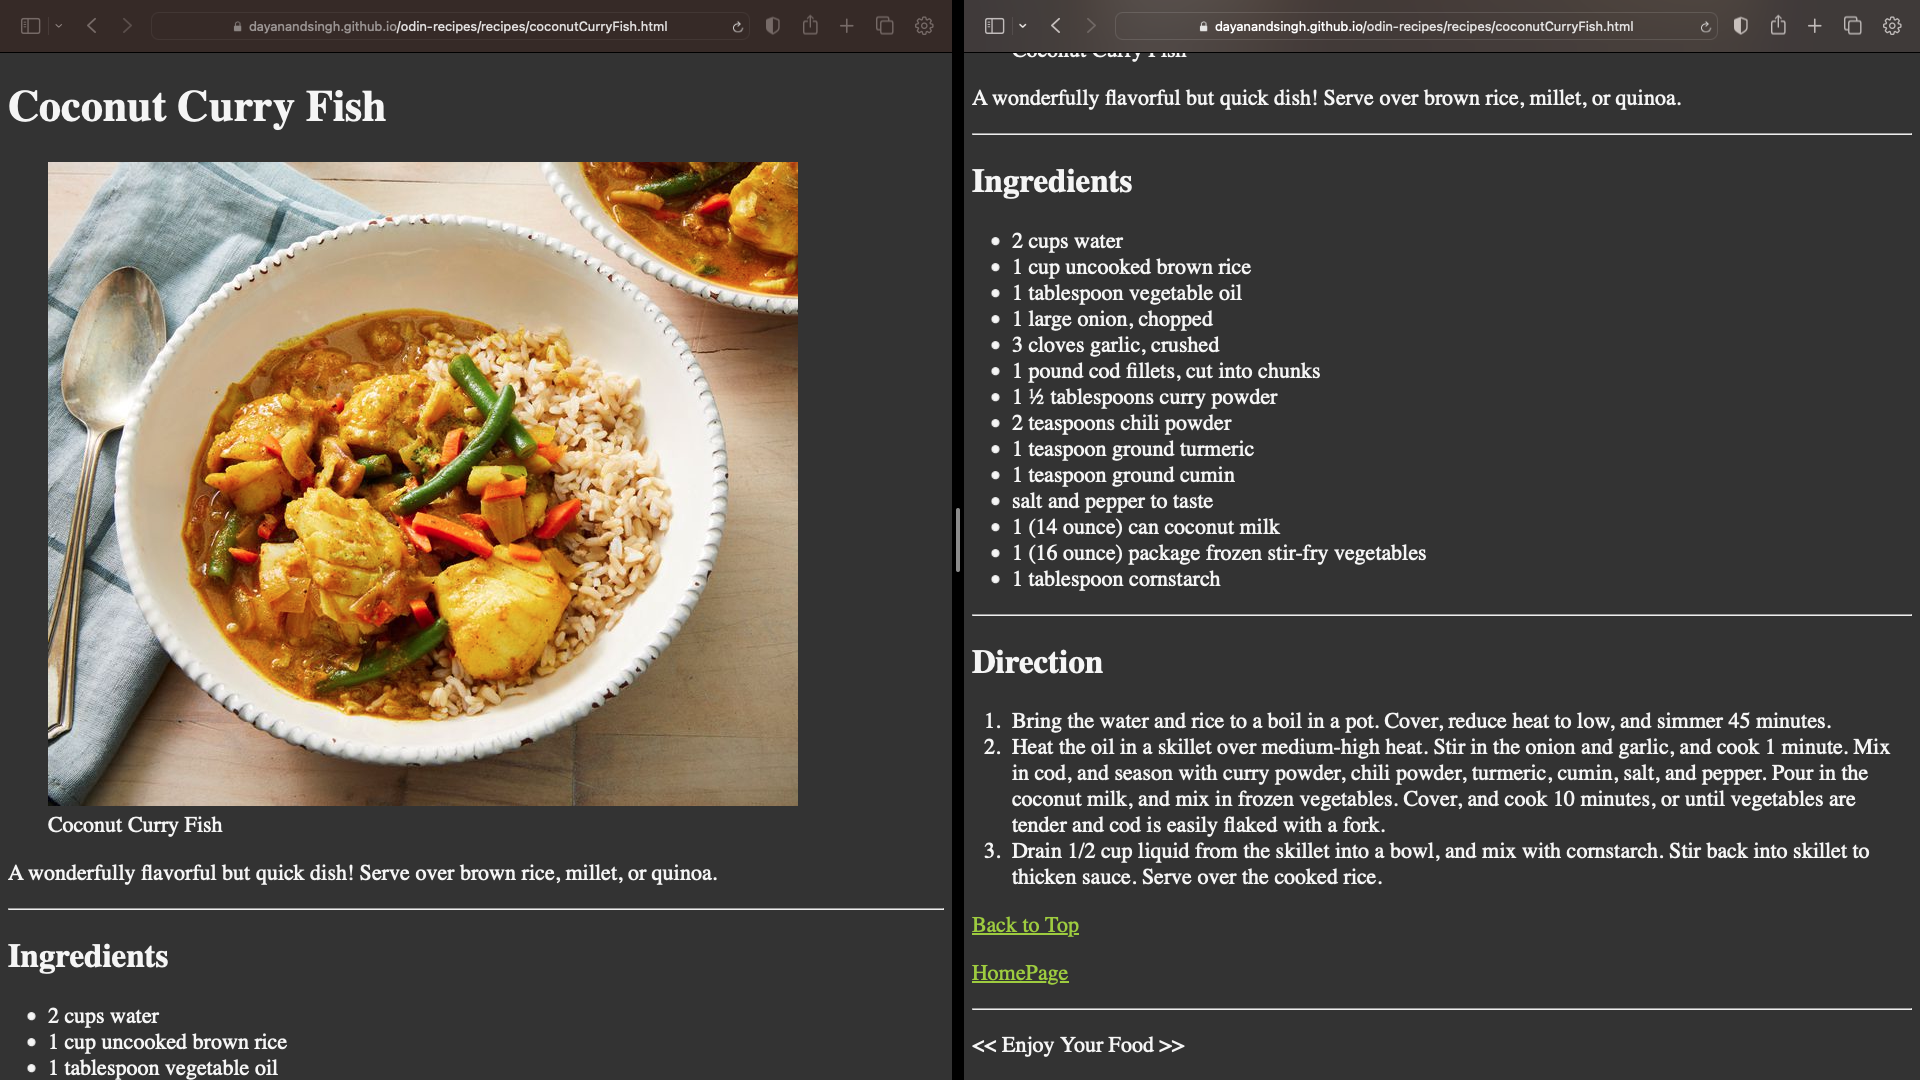 dayanandsingh.github.io/odin-recipes/recipes/coconutCurryFish.html
Coconut Curry Fish
Coconut Curry Fish
A wonderfully flavorful but quick dish! Serve over brown rice, millet, or quinoa.
Ingredients
2 cups water
1 cup uncooked brown rice
1 tablespoon vegetable oil
dayanandsingh.github.io/odin-recipes/recipes/coconutCurryFish.html
Coconut Curry Fish
A wonderfully flavorful but quick dish! Serve over brown rice, millet, or quinoa.
Ingredients
2 cups water
1 cup uncooked brown rice
1 tablespoon vegetable oil
1 large onion, chopped
3 cloves garlic, crushed
1 pound cod fillets, cut into chunks
1 ½ tablespoons curry powder
2 teaspoons chili powder
1 teaspoon ground turmeric
1 teaspoon ground cumin
salt and pepper to taste
1 (14 ounce) can coconut milk
1 (16 ounce) package frozen stir-fry vegetables
1 tablespoon cornstarch
Direction
1. Bring the water and rice to a boil in a pot. Cover, reduce heat to low, and simmer 45 minutes.
2. Heat the oil in a skillet over medium-high heat. Stir in the onion and garlic, and cook 1 minute. Mix
in cod, and season with curry powder, chili powder, turmeric, cumin, salt, and pepper. Pour in the
coconut milk, and mix in frozen vegetables. Cover, and cook 10 minutes, or until vegetables are
tender and cod is easily flaked with a fork.
3. Drain 1/2 cup liquid from the skillet into a bowl, and mix with cornstarch. Stir back into skillet to
thicken sauce. Serve over the cooked rice.
Back to Top
HomePage
<< Enjoy Your Food >>